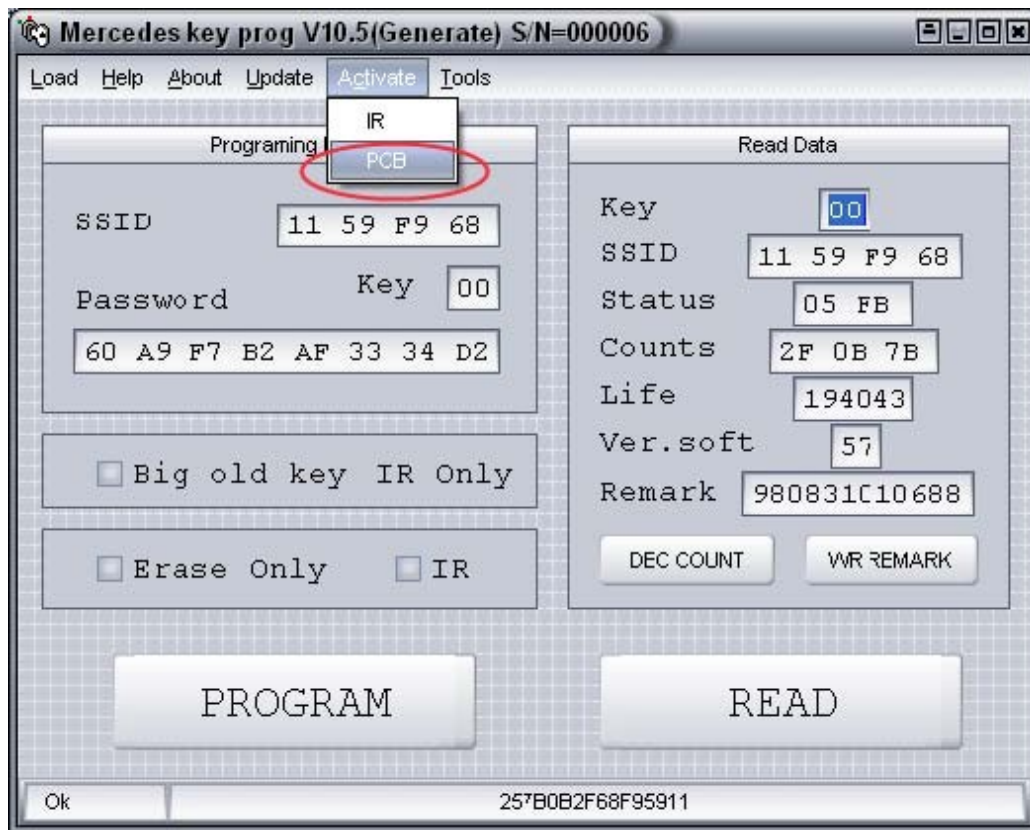 Mercedes key prog V10.5(Generate) S/N=000006
Load Help About Update Activate Tools
IR
PCB
Programing
Read Data
SSID 11 59 F9 68
Key 00
Password
60 A9 F7 B2 AF 33 34 D2
Big old key IR Only
Erase Only IR
Key 00
SSID 11 59 F9 68
Status 05 FB
Counts 2F 0B 7B
Life 194043
Ver.soft 57
Remark 980831C10688
DEC COUNT WR REMARK
PROGRAM READ
Ok 257B0B2F68F95911